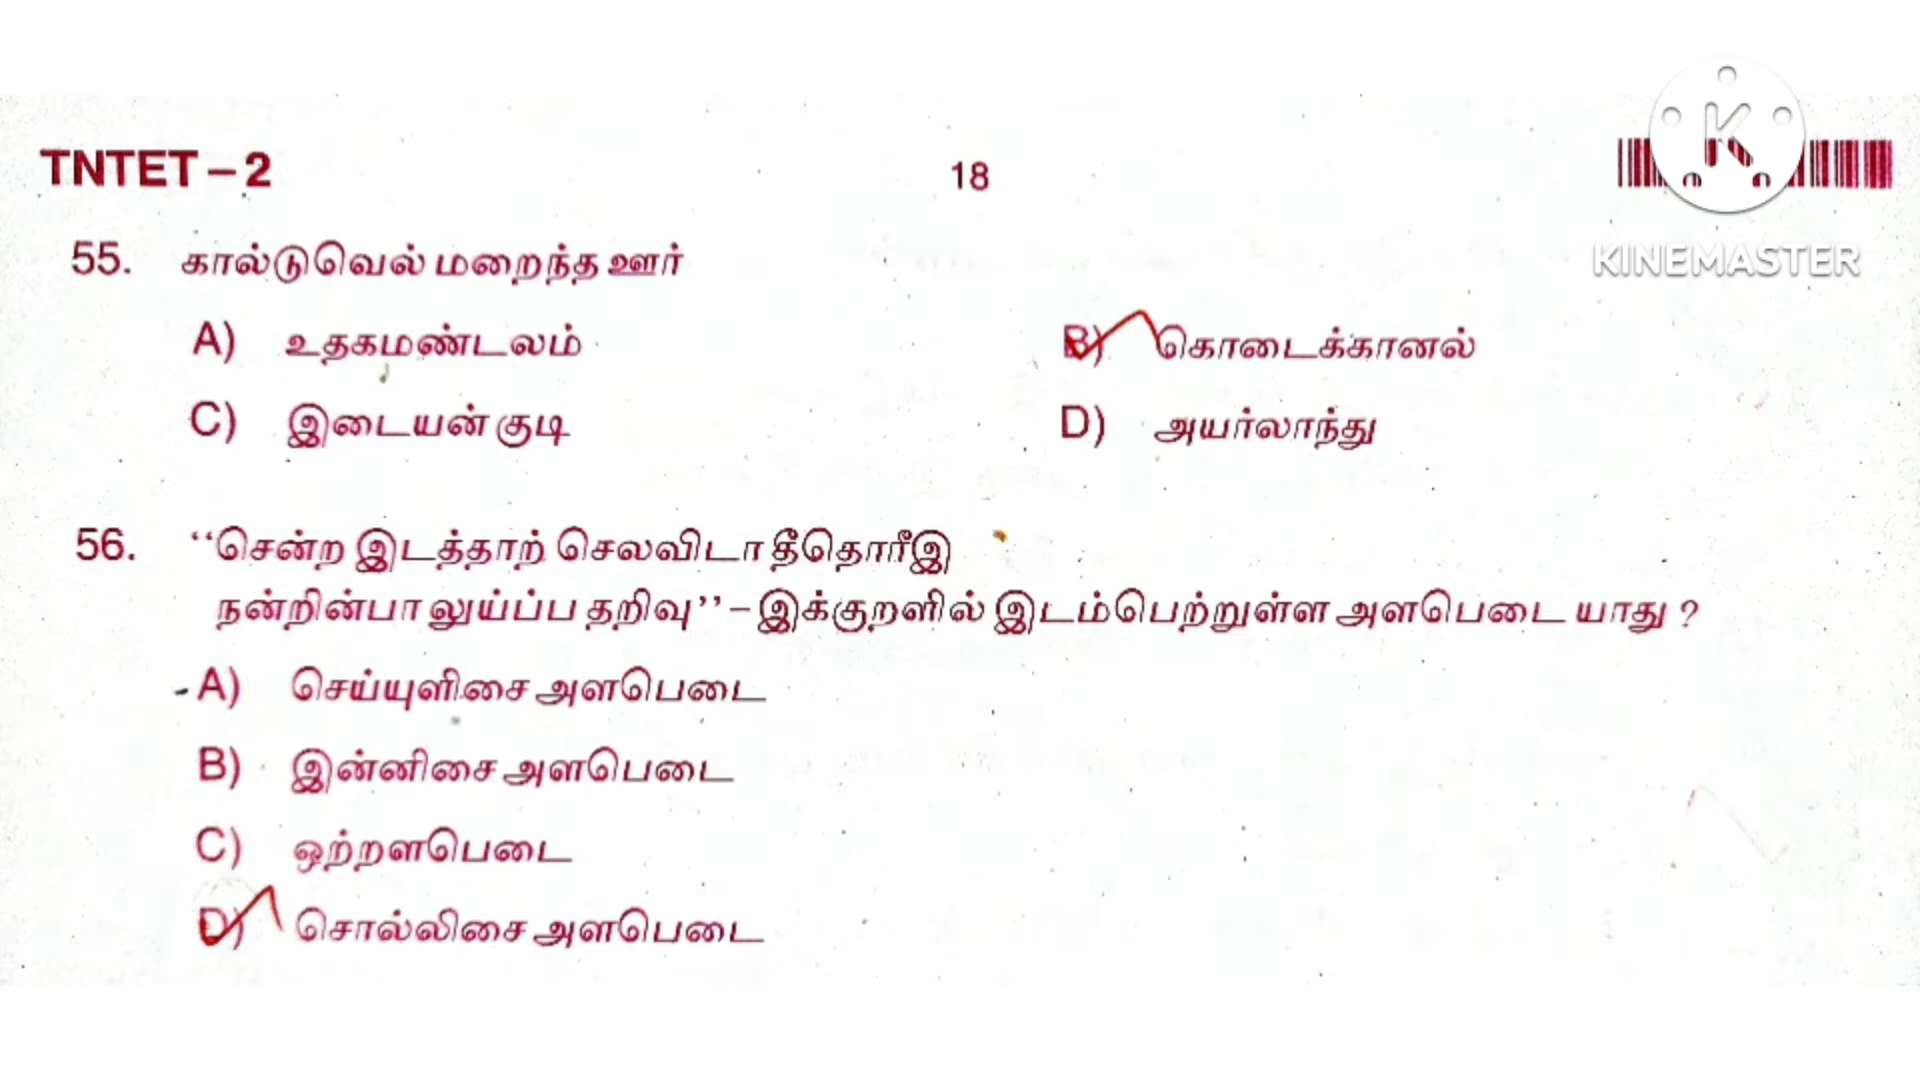 TNTET – 2
18
K
KINEMASTER
55. கால்டுவெல் மறைந்த ஊர்
A) உதகமண்டலம்
B) கொடைக்கானல்
C) இடையன் குடி
D) அயர்லாந்து
56. “சென்ற இடத்தாற் செலவிடா தீதொரீஇ
நன்றின்பா லுய்ப்ப தறிவு” – இக்குறளில் இடம்பெற்றுள்ள அளபெடை யாது ?
A) செய்யுளிசை அளபெடை
B) இன்னிசை அளபெடை
C) ஒற்றளபெடை
D) சொல்லிசை அளபெடை